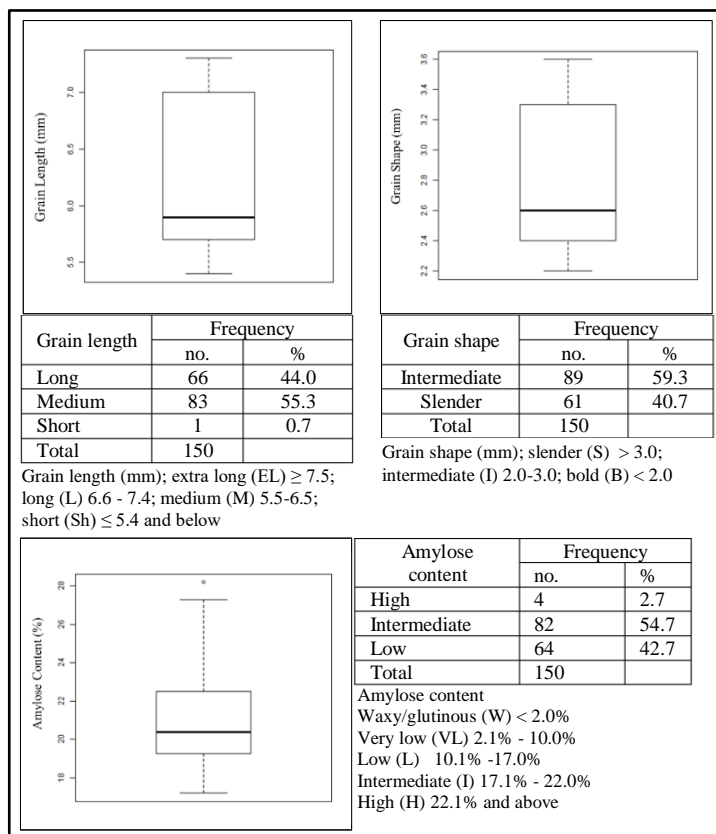 Grain Length (mm)
7.0
6.5
6.0
5.5
Grain length Frequency
no. %
Long 66 44.0
Medium 83 55.3
Short 1 0.7
Total 150
Grain length (mm); extra long (EL) ≥ 7.5;
long (L) 6.6 - 7.4; medium (M) 5.5-6.5;
short (Sh) ≤ 5.4 and below
Grain Shape (mm)
3.6
3.4
3.2
3.0
2.8
2.6
2.4
2.2
Grain shape Frequency
no. %
Intermediate 89 59.3
Slender 61 40.7
Total 150
Grain shape (mm); slender (S) > 3.0;
intermediate (I) 2.0-3.0; bold (B) < 2.0
Amylose Content (%)
28
26
24
22
20
18
Amylose Frequency
content no. %
High 4 2.7
Intermediate 82 54.7
Low 64 42.7
Total 150
Amylose content
Waxy/glutinous (W) < 2.0%
Very low (VL) 2.1% - 10.0%
Low (L) 10.1% -17.0%
Intermediate (I) 17.1% - 22.0%
High (H) 22.1% and above